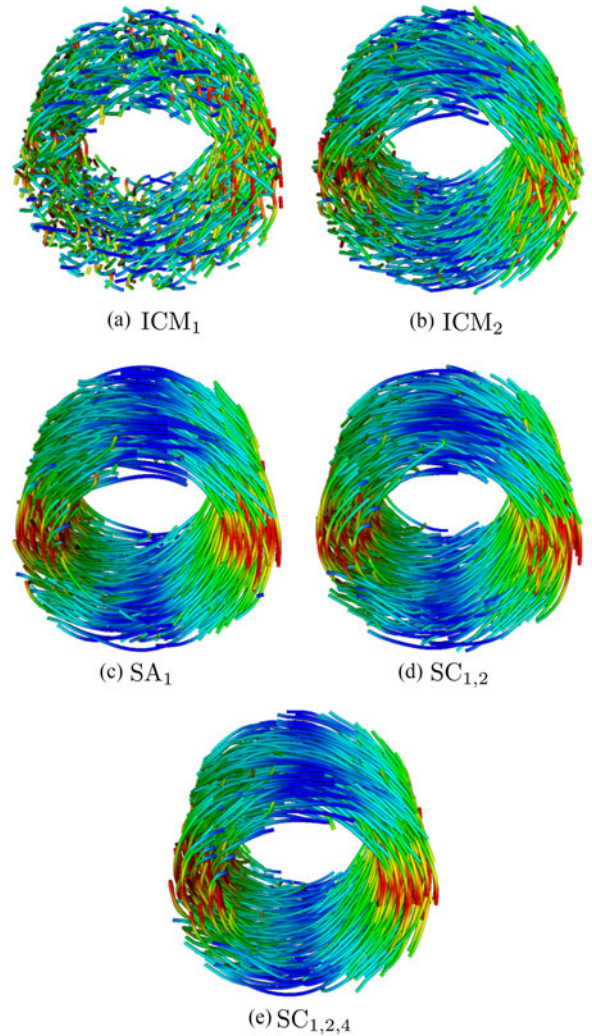 (a) ICM₁
(b) ICM₂
(c) SA₁
(d) SC₁,₂
(e) SC₁,₂,₄